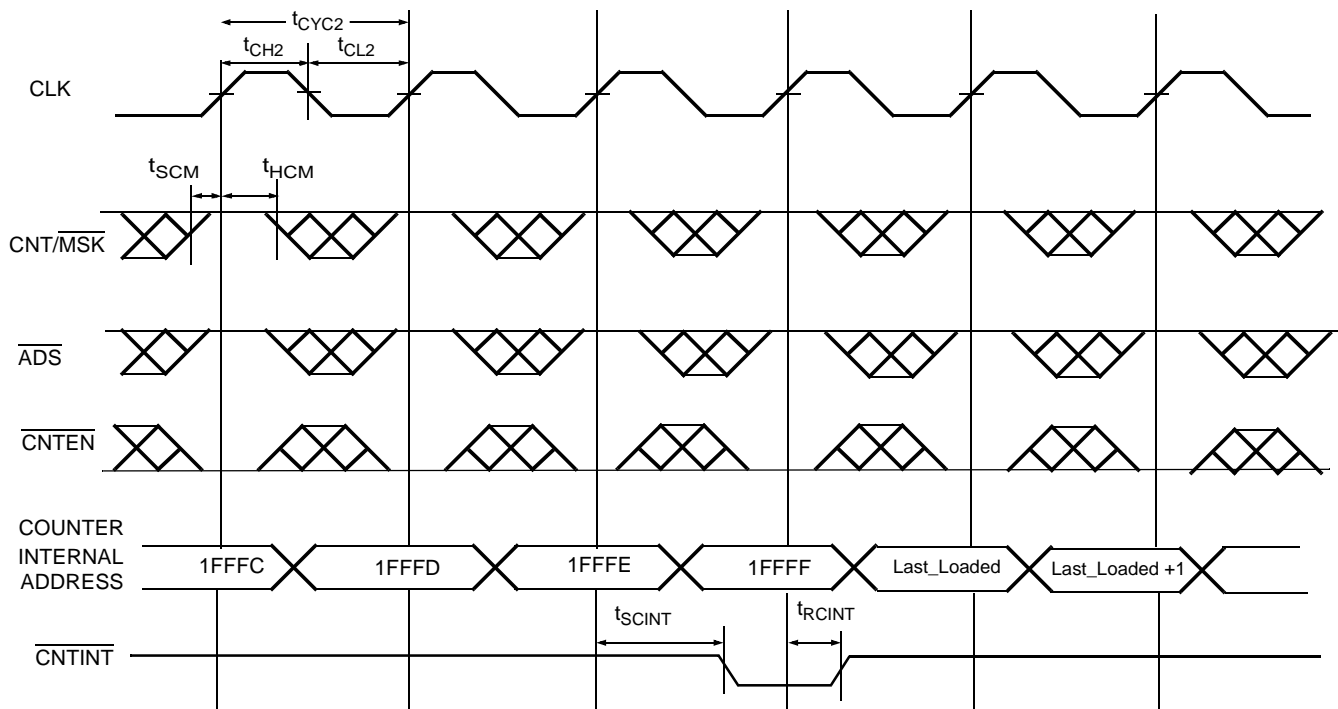 tCYC2
tCH2
tCL2
CLK
tSCM
tHCM
CNT/MSK
ADS
CNTEN
COUNTER
INTERNAL
ADDRESS
1FFFC
1FFFD
1FFFE
1FFFF
Last_Loaded
Last_Loaded +1
tSCINT
tRCINT
CNTINT